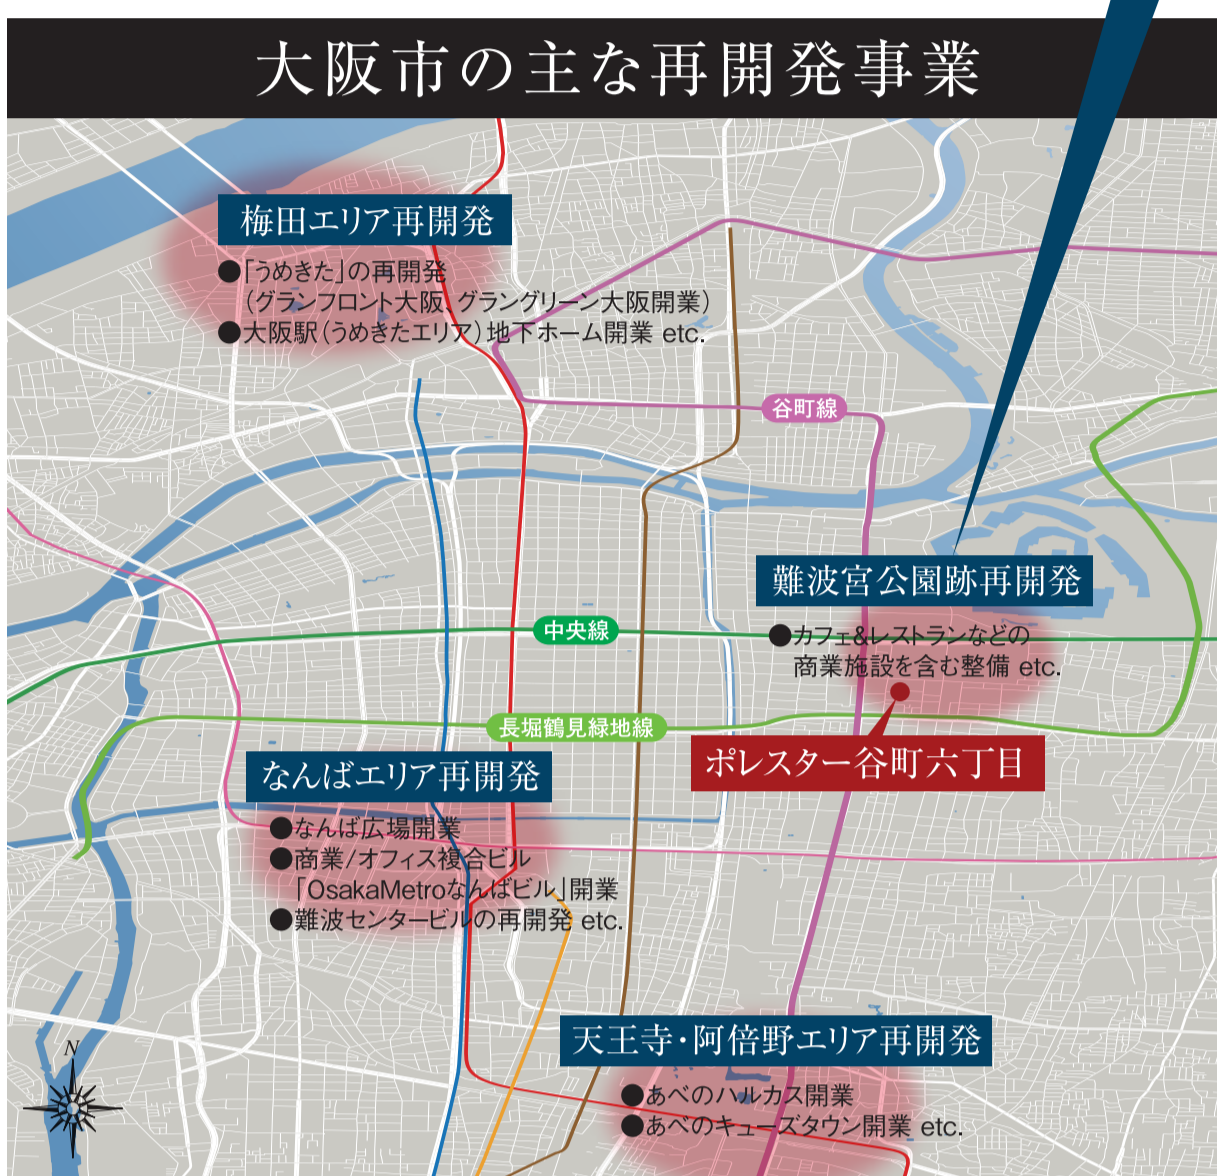 大阪市の主な再開発事業
梅田エリア再開発
●「うめきた」の再開発
（グランフロント大阪、グラングリーン大阪開業）
●大阪駅（うめきたエリア）地下ホーム開業 etc.
谷町線
難波宮公園跡再開発
●カフェ&レストランなどの
商業施設を含む整備 etc.
中央線
長堀鶴見緑地線
ポレスター谷町六丁目
なんばエリア再開発
●なんば広場開業
●商業/オフィス複合ビル
「OsakaMetroなんばビル」開業
●難波センタービルの再開発 etc.
天王寺・阿倍野エリア再開発
●あべのハルカス開業
●あべのキューズタウン開業 etc.
N